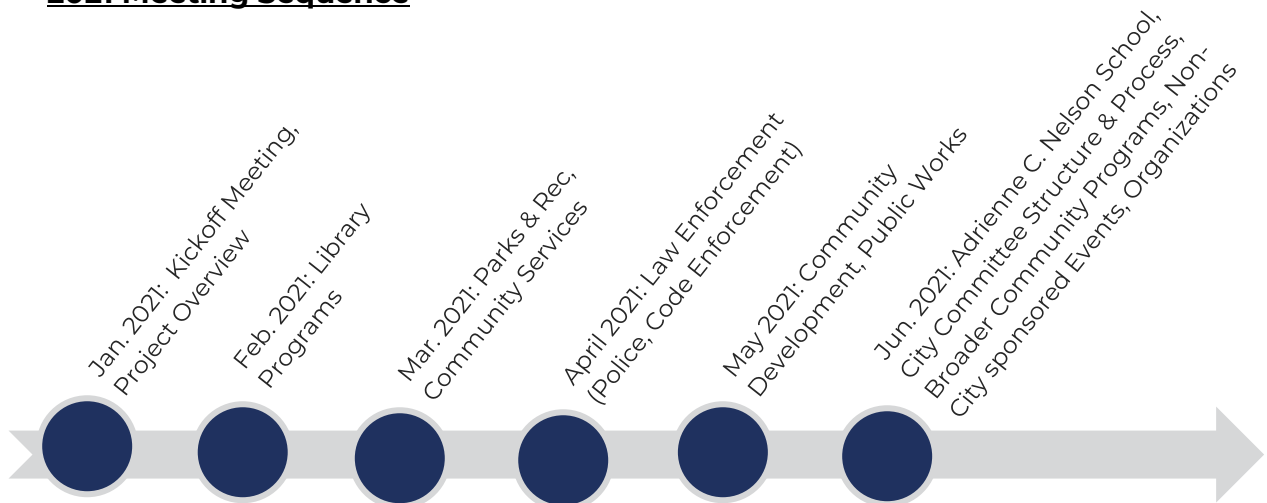 2021 Meeting Sequence
Jan. 2021: Kickoff Meeting,
Project Overview
Feb. 2021: Library
Programs
Mar. 2021: Parks & Rec,
Community Services
April 2021: Law Enforcement
(Police, Code Enforcement)
May 2021: Community
Development, Public Works
Jun. 2021: Adrienne C. Nelson School,
City Committee Structure & Process,
Broader Community Programs, Non-
City sponsored Events, Organizations